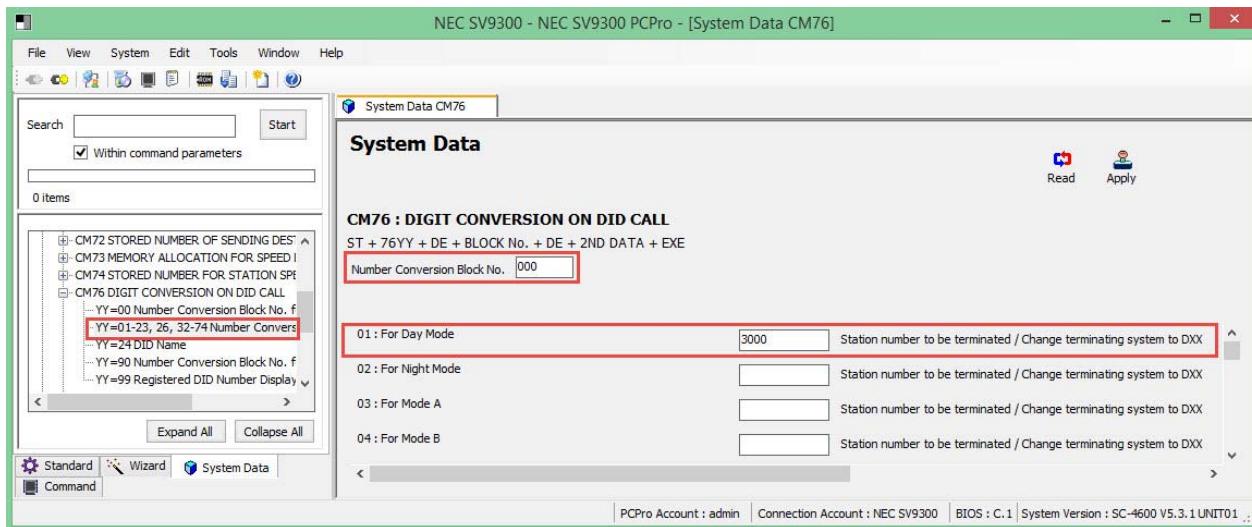 NEC SV9300 - NEC SV9300 PCPro - [System Data CM76]
File View System Edit Tools Window Help
Search Start
Within command parameters
0 items
CM72 STORED NUMBER OF SENDING DES
CM73 MEMORY ALLOCATION FOR SPEED
CM74 STORED NUMBER FOR STATION SPE
CM76 DIGIT CONVERSION ON DID CALL
YY=00 Number Conversion Block No. f
YY=01-23, 26, 32-74 Number Convers
YY=24 DID Name
YY=90 Number Conversion Block No. f
YY=99 Registered DID Number Display
Expand All Collapse All
Standard Wizard System Data
Command
System Data CM76
System Data
Read Apply
CM76 : DIGIT CONVERSION ON DID CALL
ST + 76YY + DE + BLOCK No. + DE + 2ND DATA + EXE
Number Conversion Block No. 000
01 : For Day Mode 3000 Station number to be terminated / Change terminating system to DXX
02 : For Night Mode Station number to be terminated / Change terminating system to DXX
03 : For Mode A Station number to be terminated / Change terminating system to DXX
04 : For Mode B Station number to be terminated / Change terminating system to DXX
PCPro Account : admin Connection Account : NEC SV9300 BIOS : C.1 System Version : SC-4600 V5.3.1 UNIT01